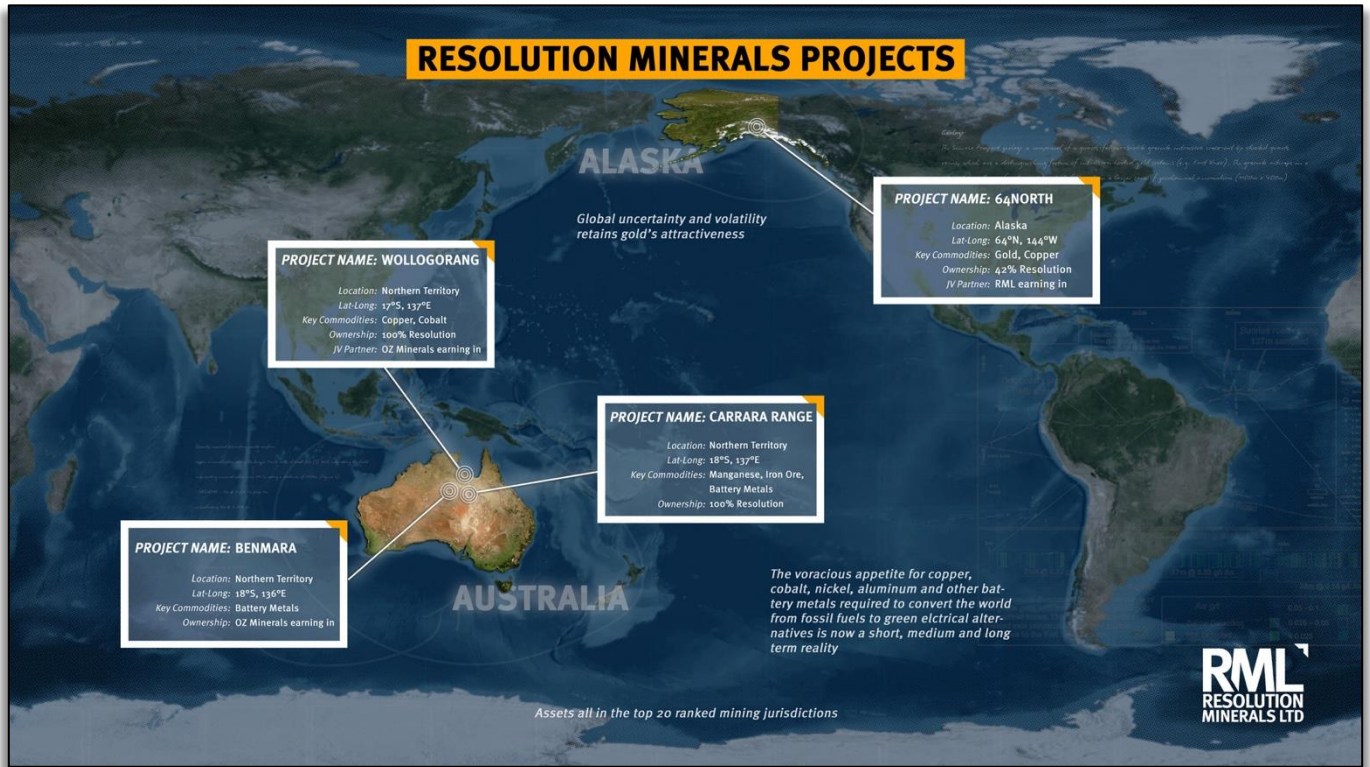 RESOLUTION MINERALS PROJECTS
ALASKA
Global uncertainty and volatility
retains gold's attractiveness
PROJECT NAME: 64NORTH
Location: Alaska
Lat-Long: 64°N, 144°W
Key Commodities: Gold, Copper
Ownership: 42% Resolution
JV Partner: RML earning in
PROJECT NAME: WOLLOGORANG
Location: Northern Territory
Lat-Long: 17°S, 137°E
Key Commodities: Copper, Cobalt
Ownership: 100% Resolution
JV Partner: OZ Minerals earning in
PROJECT NAME: CARRARA RANGE
Location: Northern Territory
Lat-Long: 18°S, 137°E
Key Commodities: Manganese, Iron Ore,
Battery Metals
Ownership: 100% Resolution
PROJECT NAME: BENMARA
Location: Northern Territory
Lat-Long: 18°S, 136°E
Key Commodities: Battery Metals
Ownership: OZ Minerals earning in
AUSTRALIA
The voracious appetite for copper,
cobalt, nickel, aluminum and other bat-
tery metals required to convert the world
from fossil fuels to green elctrical alter-
natives is now a short, medium and long
term reality
Assets all in the top 20 ranked mining jurisdictions
RML
RESOLUTION
MINERALS LTD